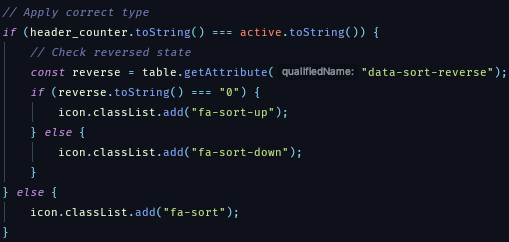 // Apply correct type
if (header_counter.toString() === active.toString()) {
    // Check reversed state
    const reverse = table.getAttribute( qualifiedName: "data-sort-reverse");
    if (reverse.toString() === "0") {
        icon.classList.add("fa-sort-up");
    } else {
        icon.classList.add("fa-sort-down");
    }
} else {
    icon.classList.add("fa-sort");
}